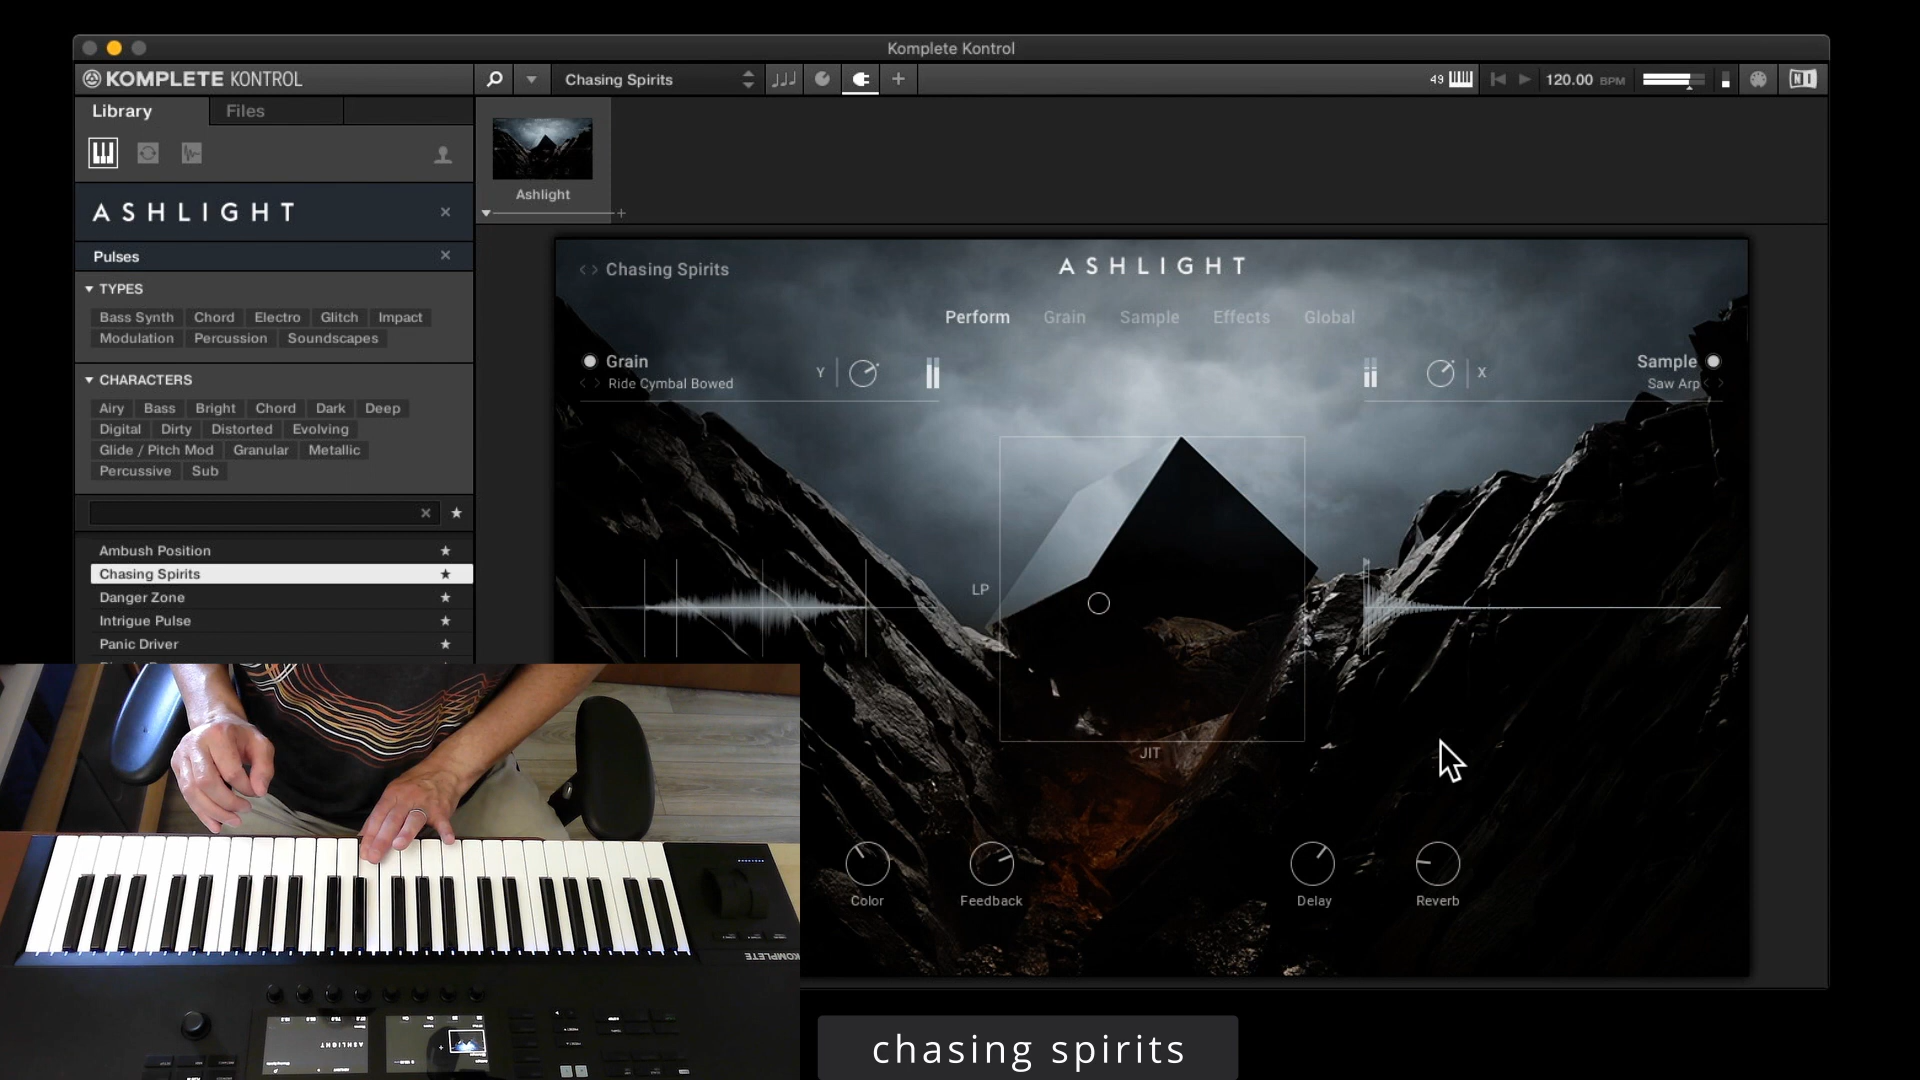 Komplete Kontrol
KOMPLETE KONTROL
Chasing Spirits
49
120.00 BPM
Library
Files
Ashlight
ASHLIGHT
Pulses
TYPES
Bass Synth Chord Electro Glitch Impact
Modulation Percussion Soundscapes
CHARACTERS
Airy Bass Bright Chord Dark Deep
Digital Dirty Distorted Evolving
Glide / Pitch Mod Granular Metallic
Percussive Sub
Ambush Position
Chasing Spirits
Danger Zone
Intrigue Pulse
Panic Driver
Chasing Spirits
ASHLIGHT
Perform Grain Sample Effects Global
Grain
Ride Cymbal Bowed
Y
X
Sample
Saw Arp
LP
JIT
Color
Feedback
Delay
Reverb
KOMPLETE
ASHLIGHT
chasing spirits